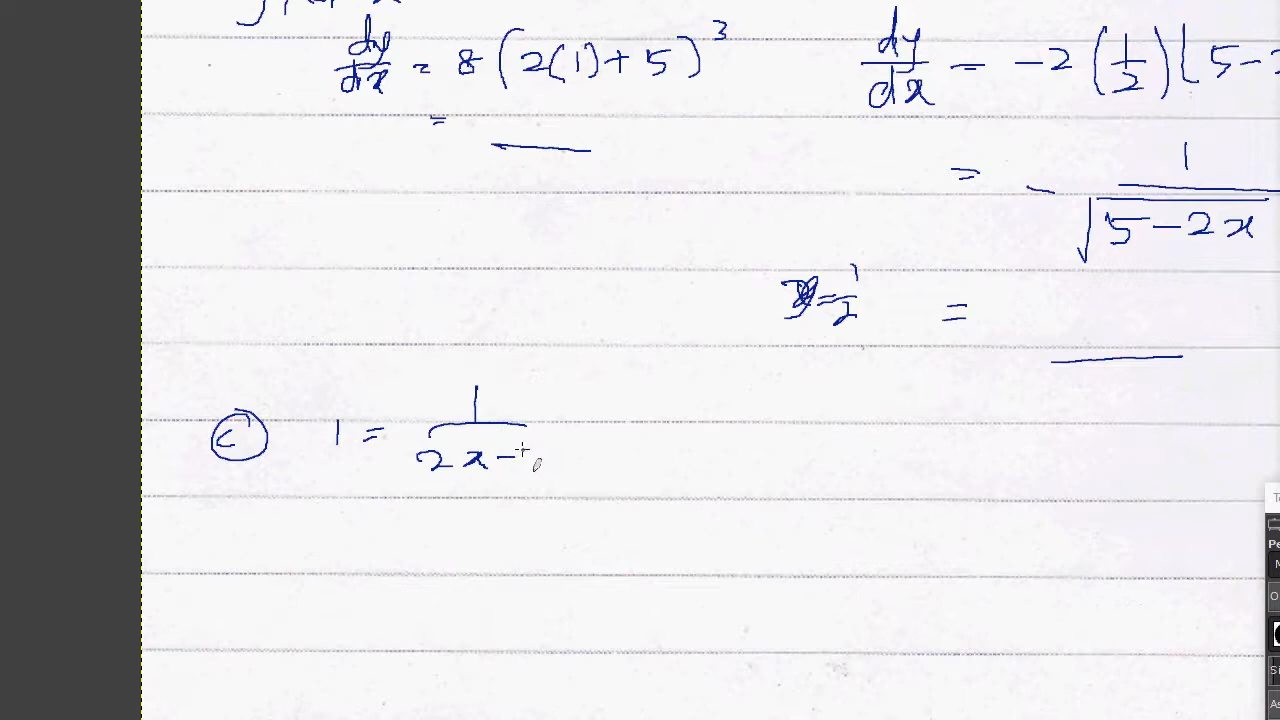 dy/dx = 8 (2(1) + 5)^3
=
dy/dx = -2 (1/2) (5 -
= - 1/√(5 - 2x)
= 1/2 =
(c) 1 = 1/(2x -